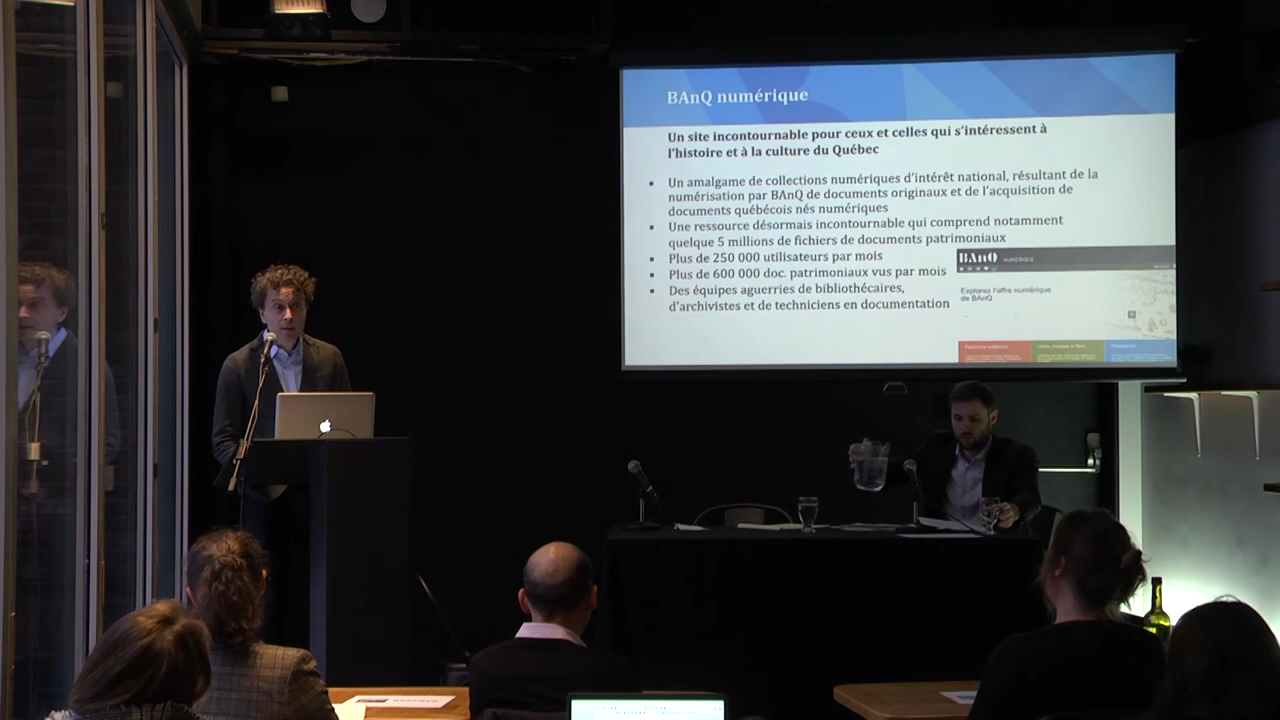 BAnQ numérique
Un site incontournable pour ceux et celles qui s'intéressent à
l'histoire et à la culture du Québec
• Un amalgame de collections numériques d'intérêt national, résultant de la
numérisation par BAnQ de documents originaux et de l'acquisition de
documents québécois nés numériques
• Une ressource désormais incontournable qui comprend notamment
quelque 5 millions de fichiers de documents patrimoniaux
• Plus de 250 000 utilisateurs par mois
• Plus de 600 000 doc. patrimoniaux vus par mois
• Des équipes aguerries de bibliothécaires,
d'archivistes et de techniciens en documentation
BAnQ NUMÉRIQUE
Explorez l'offre numérique
de BAnQ